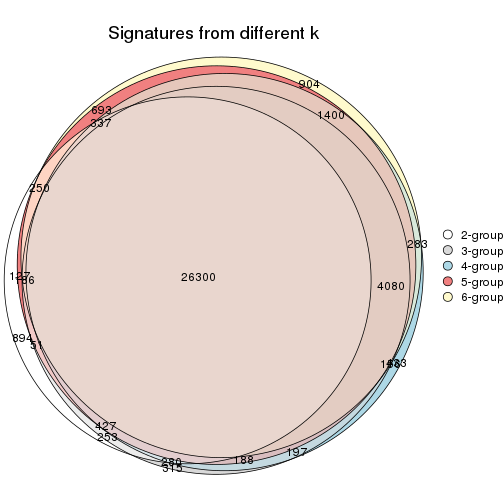 Signatures from different k
904
693
1400
337
250
283
127
26300
4080
894
51
427
253
280
315
188
197
2-group
3-group
4-group
5-group
6-group